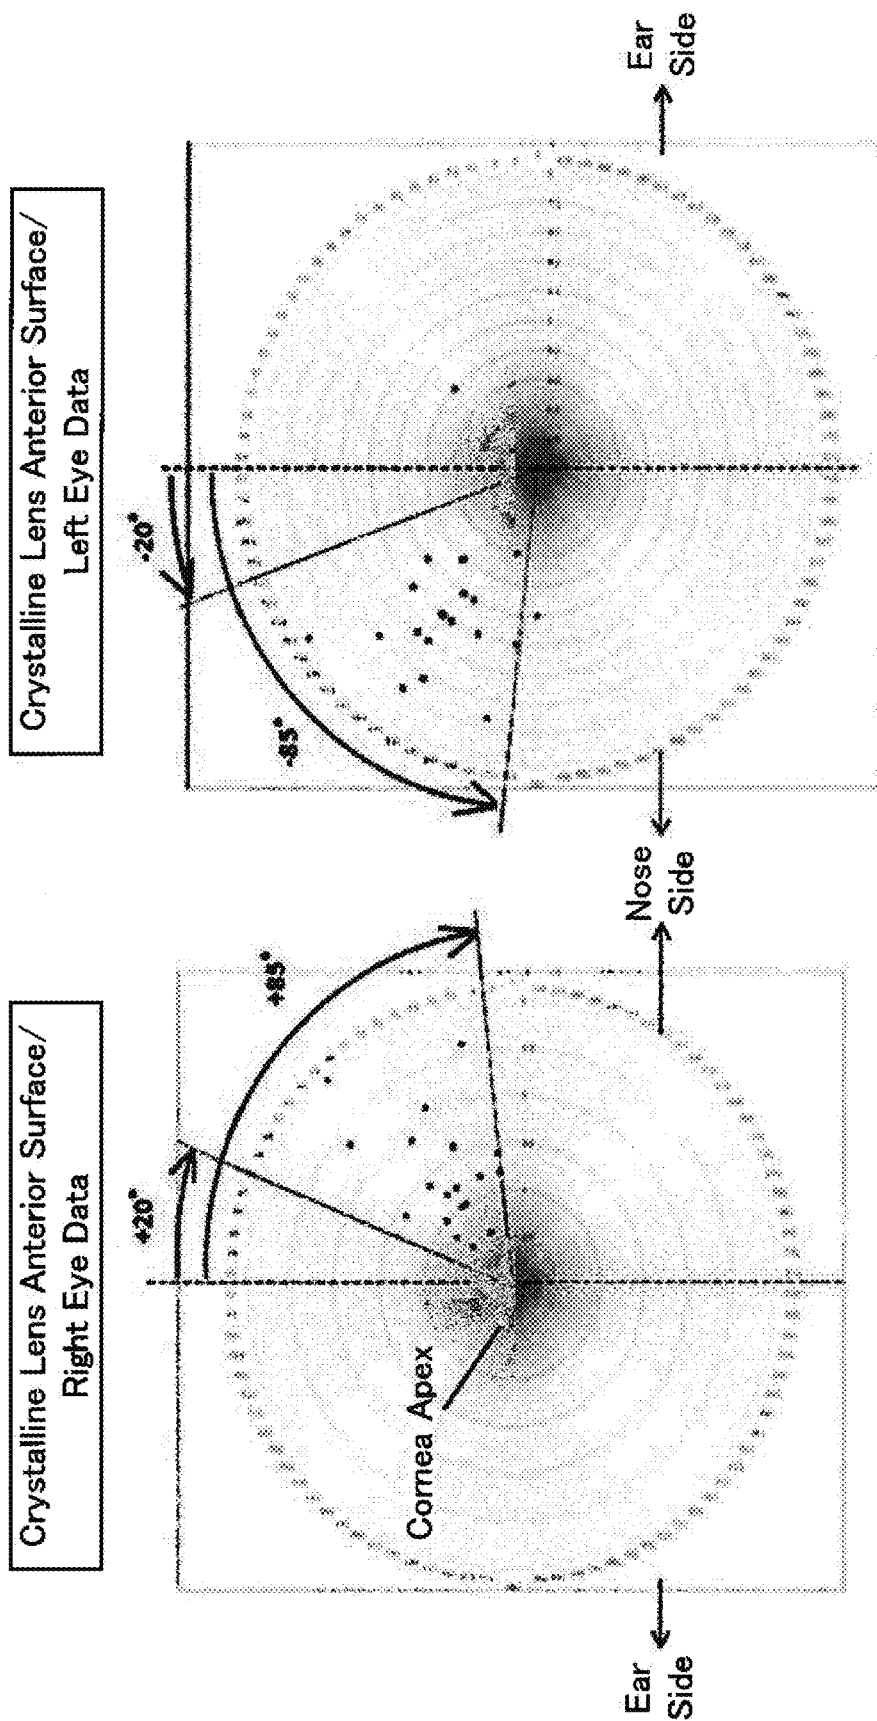 Crystalline Lens Anterior Surface/
Right Eye Data
+20°
+85°
Cornea Apex
Ear
Side
Nose
Side
Crystalline Lens Anterior Surface/
Left Eye Data
-20°
-85°
Ear
Side